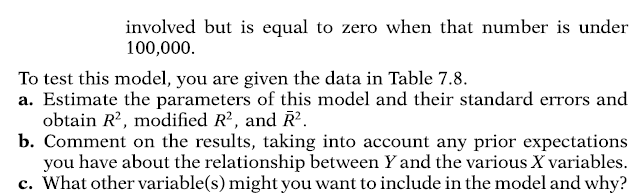 involved but is equal to zero when that number is under
100,000.
To test this model, you are given the data in Table 7.8.
a. Estimate the parameters of this model and their standard errors and
obtain R², modified R², and R̄².
b. Comment on the results, taking into account any prior expectations
you have about the relationship between Y and the various X variables.
c. What other variable(s) might you want to include in the model and why?